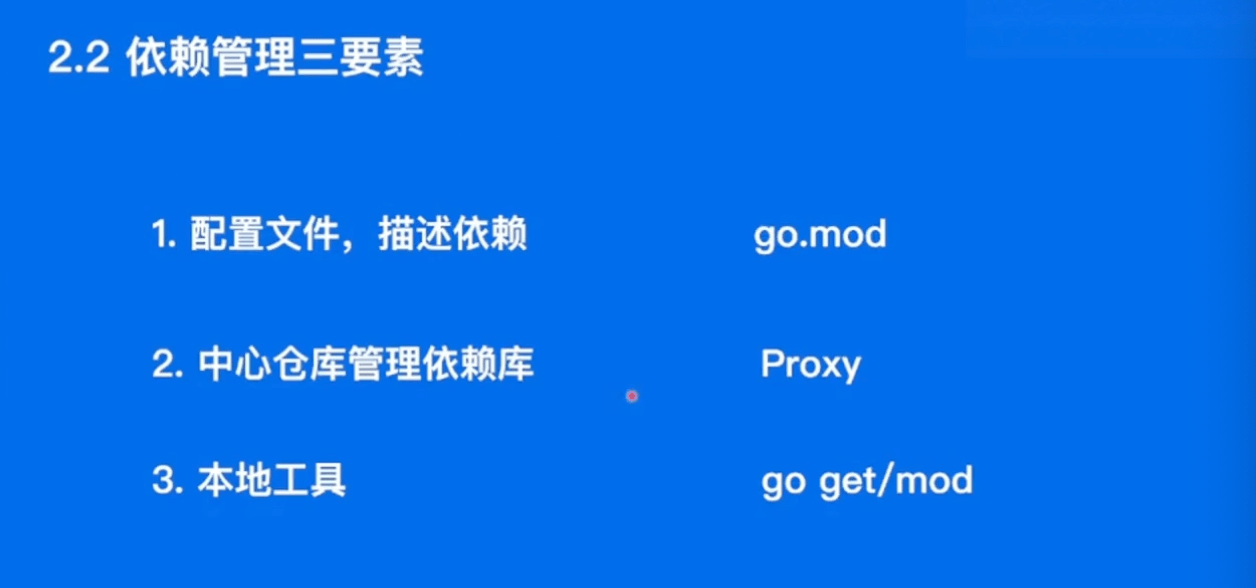 2.2 依赖管理三要素
1. 配置文件，描述依赖 go.mod
2. 中心仓库管理依赖库 Proxy
3. 本地工具 go get/mod